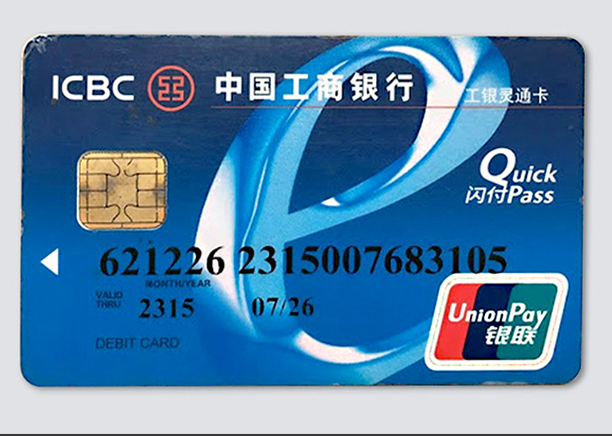 ICBC 中国工商银行
工银灵通卡
Quick
闪付Pass
621226 2315007683105
MONTH/YEAR
VALID
THRU 2315 07/26
DEBIT CARD
UnionPay
银联